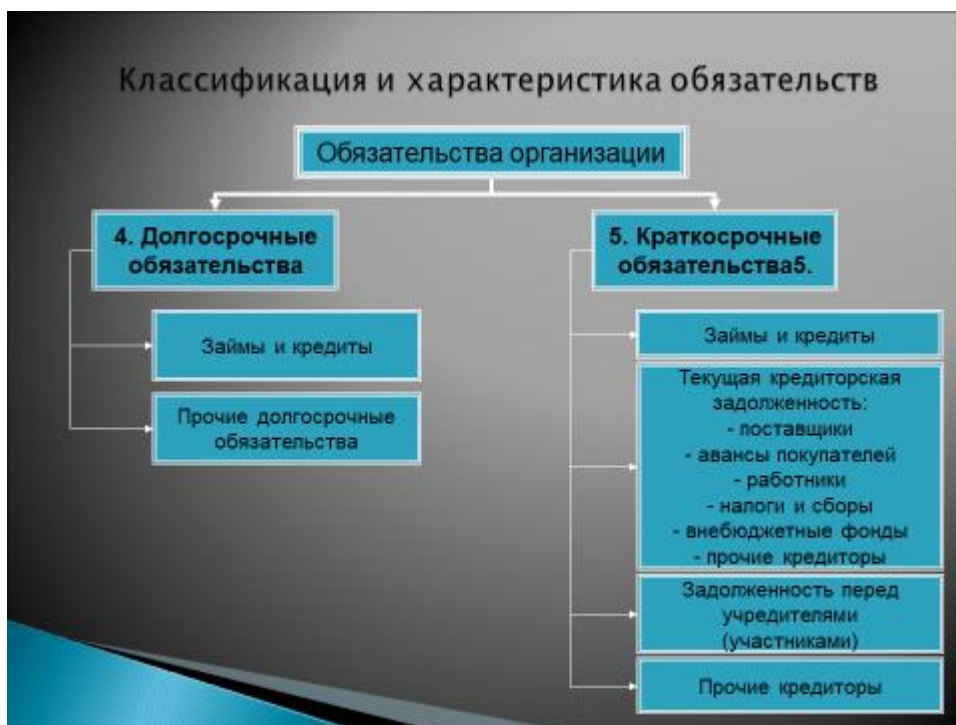 Классификация и характеристика обязательств
Обязательства организации
4. Долгосрочные
обязательства
Займы и кредиты
Прочие долгосрочные
обязательства
5. Краткосрочные
обязательства5.
Займы и кредиты
Текущая кредиторская
задолженность:
- поставщики
- авансы покупателей
- работники
- налоги и сборы
- внебюджетные фонды
- прочие кредиторы
Задолженность перед
учредителями
(участниками)
Прочие кредиторы